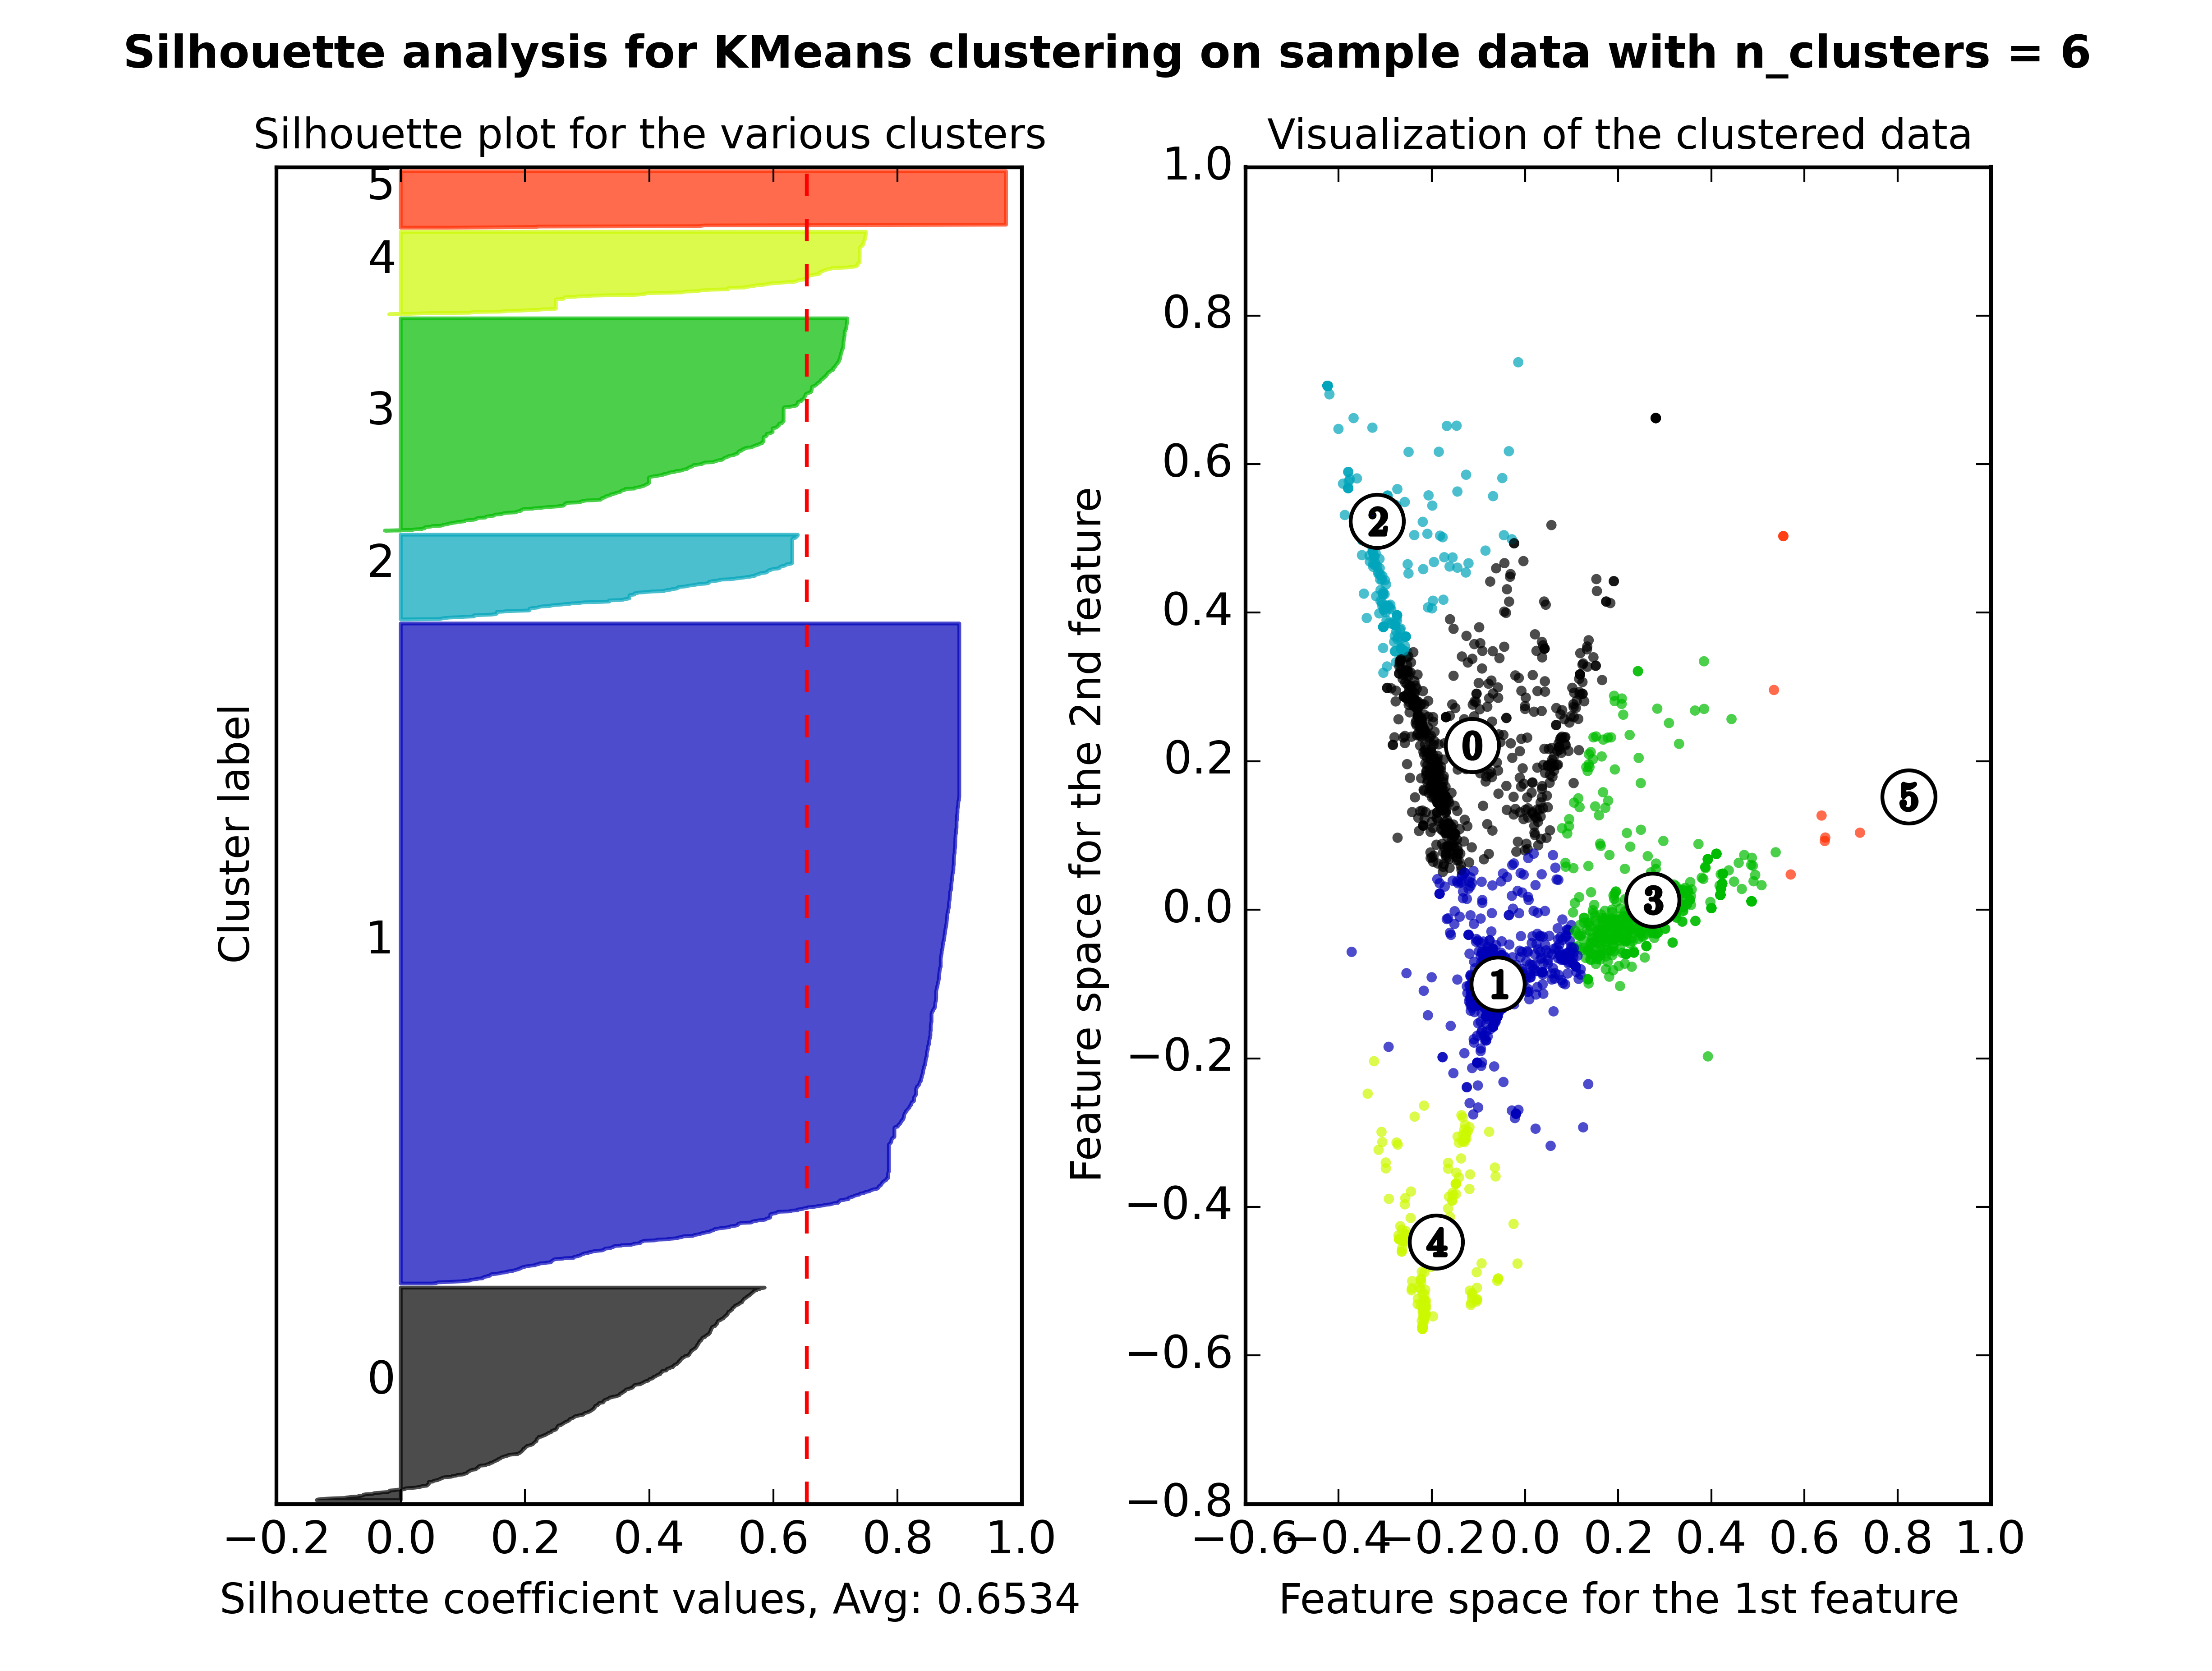 Silhouette analysis for KMeans clustering on sample data with n_clusters = 6
Silhouette plot for the various clusters
5
4
3
2
1
0
Cluster label
−0.2 0.0 0.2 0.4 0.6 0.8 1.0
Silhouette coefficient values, Avg: 0.6534
Visualization of the clustered data
1.0
0.8
0.6
0.4
0.2
0.0
−0.2
−0.4
−0.6
−0.8
Feature space for the 2nd feature
2
0
5
3
1
4
−0.6 −0.4 −0.2 0.0 0.2 0.4 0.6 0.8 1.0
Feature space for the 1st feature